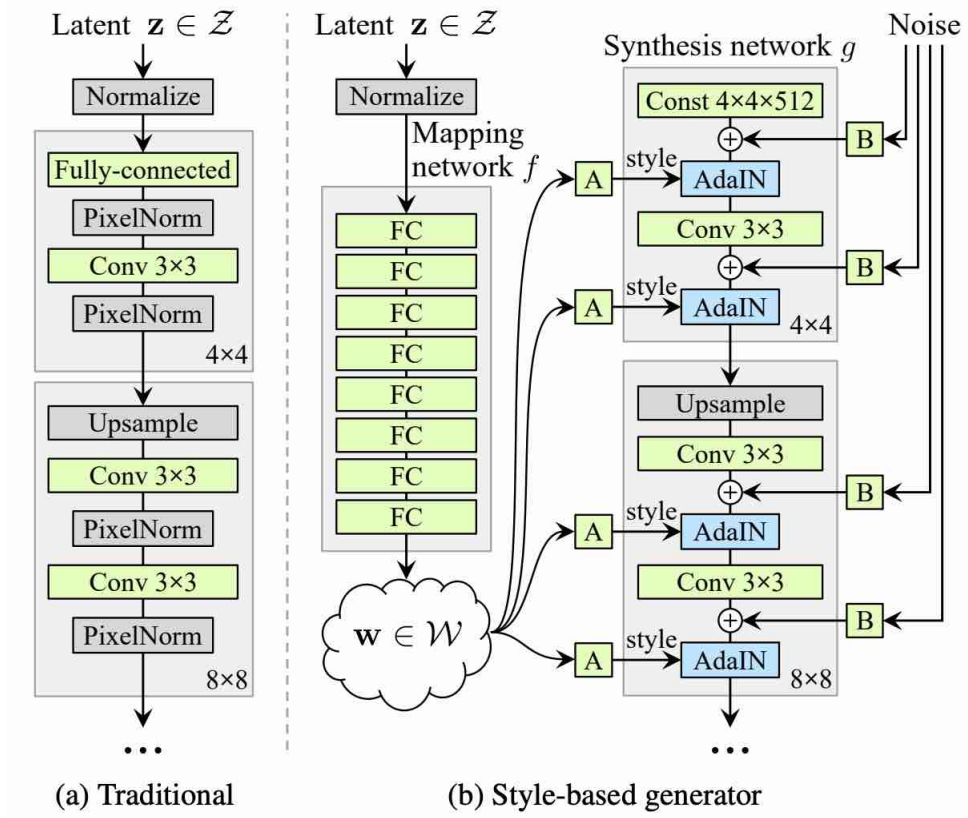 Latent z ∈ 𝒵
Normalize
Fully-connected
PixelNorm
Conv 3×3
PixelNorm
4×4
Upsample
Conv 3×3
PixelNorm
Conv 3×3
PixelNorm
8×8
...
(a) Traditional
Latent z ∈ 𝒵
Normalize
Mapping
network f
FC
FC
FC
FC
FC
FC
FC
FC
w ∈ 𝒲
Synthesis network g
Noise
Const 4×4×512
B
A
style
AdaIN
Conv 3×3
B
A
style
AdaIN
4×4
Upsample
Conv 3×3
B
A
style
AdaIN
Conv 3×3
B
A
style
AdaIN
8×8
...
(b) Style-based generator